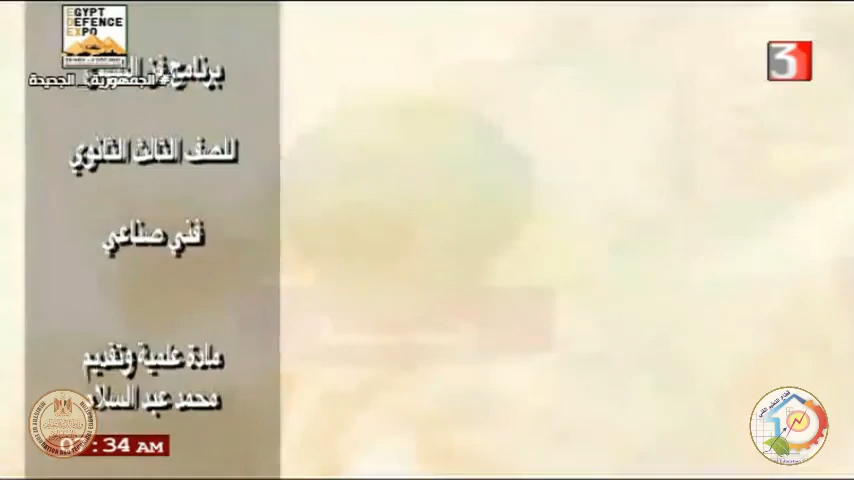 EGYPT
DEFENCE
EXPO
برنامج فن
#الجمهورية_الجديدة
3
للصف الثالث الثانوي
فني صناعي
مادة علمية وتقديم
محمد عبد السلام
: 34 AM